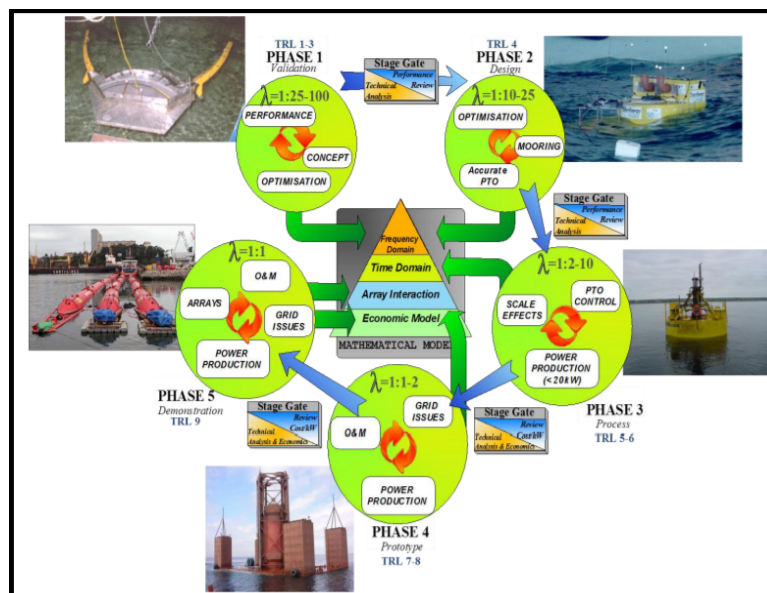 TRL 1-3
PHASE 1
Validation
λ=1:25-100
PERFORMANCE
CONCEPT
OPTIMISATION
Stage Gate
Performance
Technical Review
Analysis
TRL 4
PHASE 2
Design
λ=1:10-25
OPTIMISATION
MOORING
Accurate
PTO
Stage Gate
Performance
Technical Review
Analysis
λ=1:2-10
PTO
CONTROL
SCALE
EFFECTS
POWER
PRODUCTION
(<20kW)
PHASE 3
Process
TRL 5-6
Stage Gate
Review
Cost/kW
Technical
Analysis & Economics
λ=1:1-2
GRID
ISSUES
O&M
POWER
PRODUCTION
PHASE 4
Prototype
TRL 7-8
Stage Gate
Review
Cost/kW
Technical
Analysis & Economics
λ=1:1
O&M
ARRAYS
GRID
ISSUES
POWER
PRODUCTION
PHASE 5
Demonstration
TRL 9
Frequency
Domain
Time Domain
Array Interaction
Economic Model
MATHEMATICAL MODEL